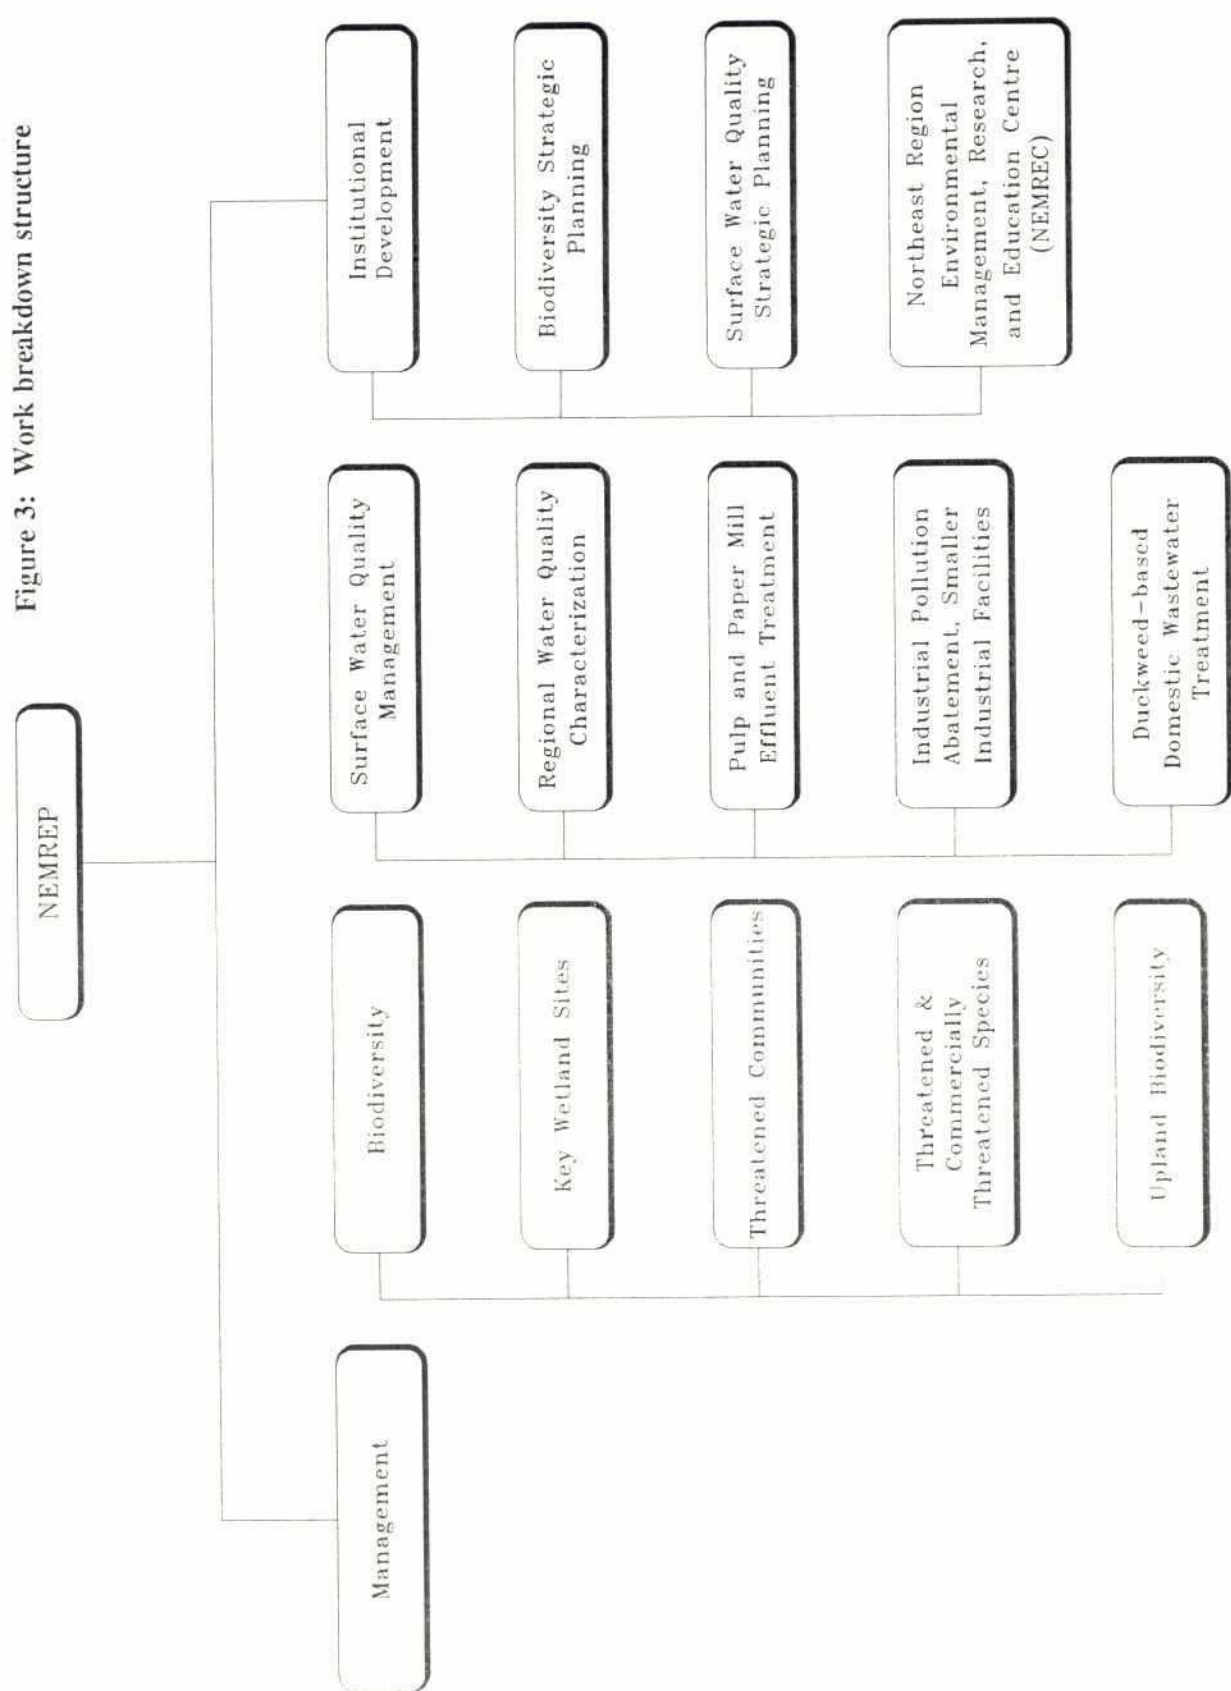 Figure 3: Work breakdown structure
NEMREP
Management
Biodiversity
Key Wetland Sites
Threatened Communities
Threatened &
Commercially
Threatened Species
Upland Biodiversity
Surface Water Quality
Management
Regional Water Quality
Characterization
Pulp and Paper Mill
Effluent Treatment
Industrial Pollution
Abatement, Smaller
Industrial Facilities
Duckweed-based
Domestic Wastewater
Treatment
Institutional
Development
Biodiversity Strategic
Planning
Surface Water Quality
Strategic Planning
Northeast Region
Environmental
Management, Research,
and Education Centre
(NEMREC)